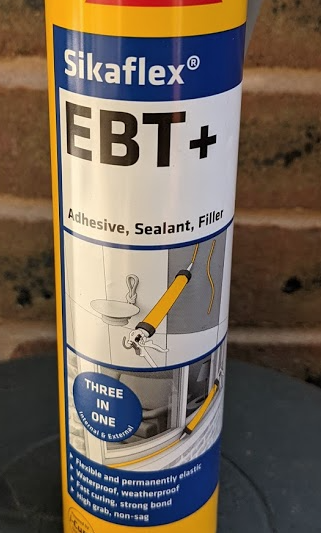 Sikaflex®
EBT+
Adhesive, Sealant, Filler
THREE
IN
ONE
Internal & External
Flexible and permanently elastic
Waterproof, weatherproof
Fast curing, strong bond
High grab, non-sag